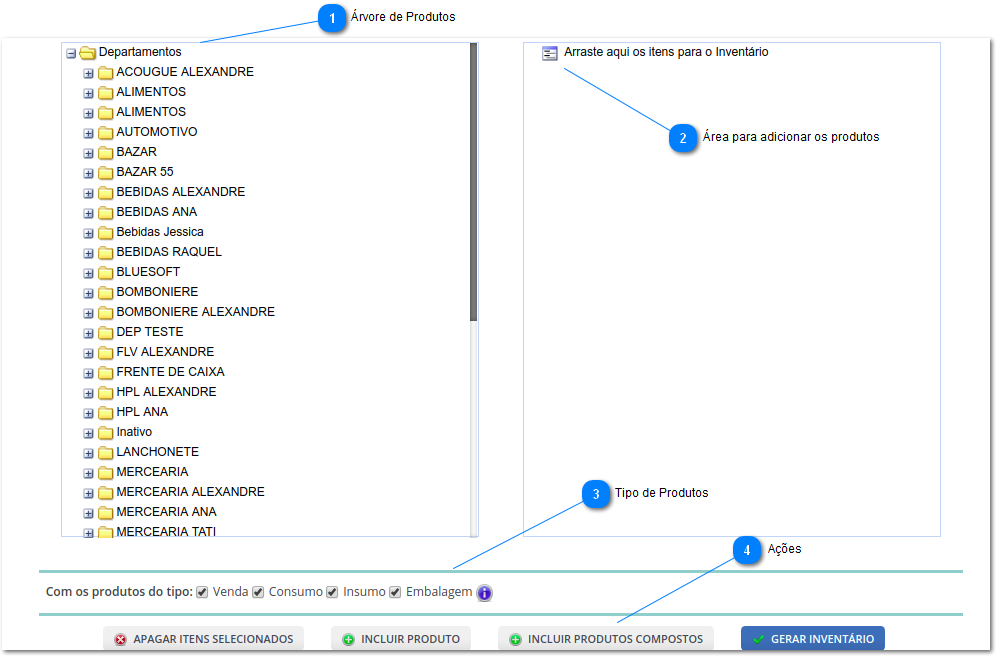 1 Árvore de Produtos
Departamentos
ACOUGUE ALEXANDRE
ALIMENTOS
ALIMENTOS
AUTOMOTIVO
BAZAR
BAZAR 55
BEBIDAS ALEXANDRE
BEBIDAS ANA
Bebidas Jessica
BEBIDAS RAQUEL
BLUESOFT
BOMBONIERE
BOMBONIERE ALEXANDRE
DEP TESTE
FLV ALEXANDRE
FRENTE DE CAIXA
HPL ALEXANDRE
HPL ANA
Inativo
LANCHONETE
MERCEARIA
MERCEARIA ALEXANDRE
MERCEARIA ANA
MERCEARIA TATI
Arraste aqui os itens para o Inventário
2 Área para adicionar os produtos
3 Tipo de Produtos
4 Ações
Com os produtos do tipo: Venda Consumo Insumo Embalagem i
APAGAR ITENS SELECIONADOS INCLUIR PRODUTO INCLUIR PRODUTOS COMPOSTOS GERAR INVENTÁRIO